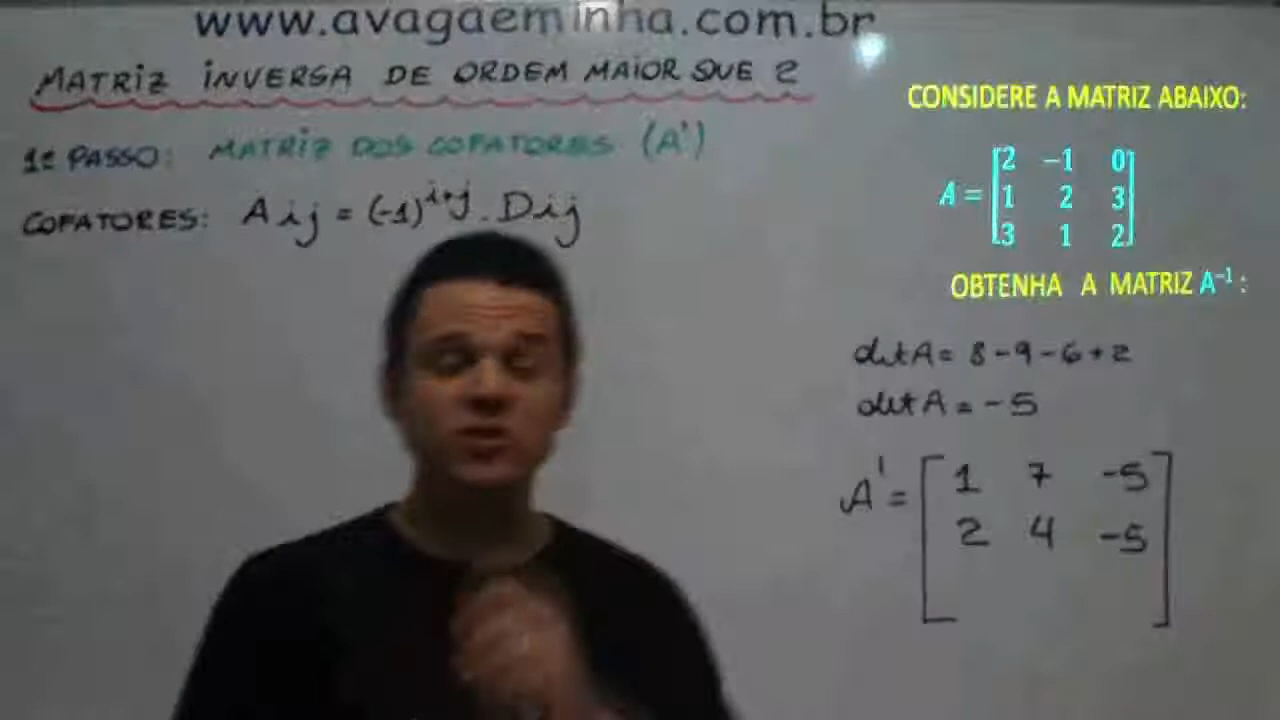 www.avagaeminha.com.br
MATRIZ INVERSA DE ORDEM MAIOR QUE 2
1º PASSO: MATRIZ DOS COFATORES (A')
COFATORES: Aij = (-1)^i+j . Dij
CONSIDERE A MATRIZ ABAIXO:
A = [2 -1 0
1 2 3
3 1 2]
OBTENHA A MATRIZ A⁻¹ :
det A = 8 - 9 - 6 + 2
det A = - 5
A' = [1 7 -5
2 4 -5]